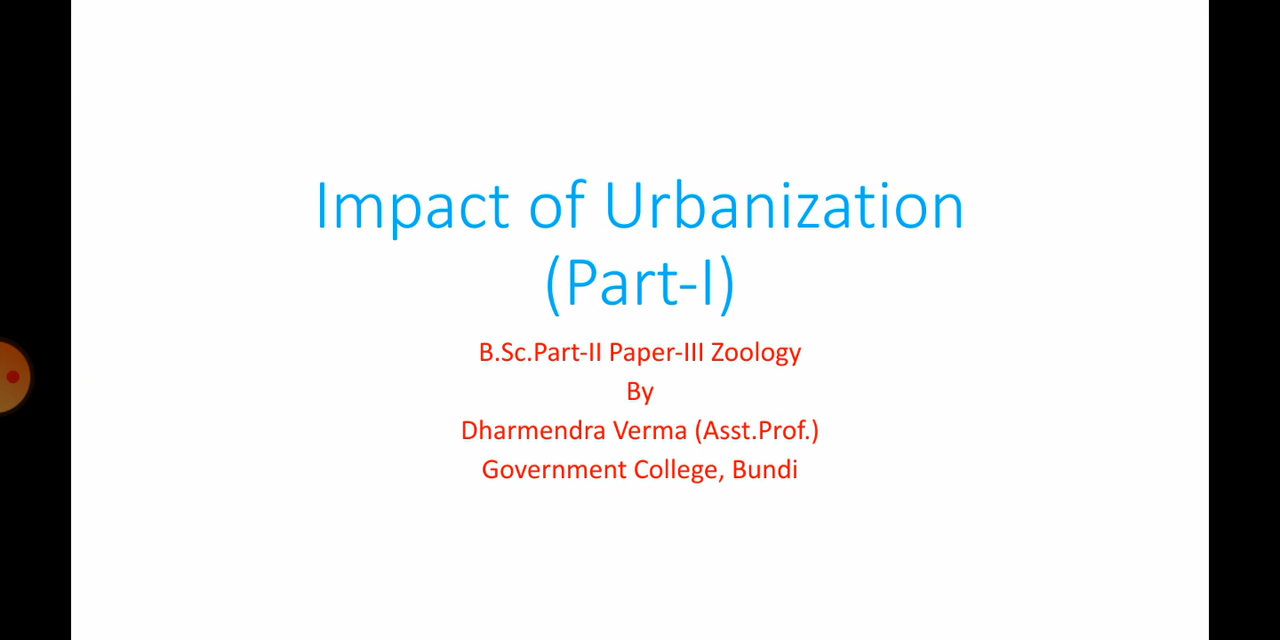 Impact of Urbanization
(Part-I)
B.Sc.Part-II Paper-III Zoology
By
Dharmendra Verma (Asst.Prof.)
Government College, Bundi